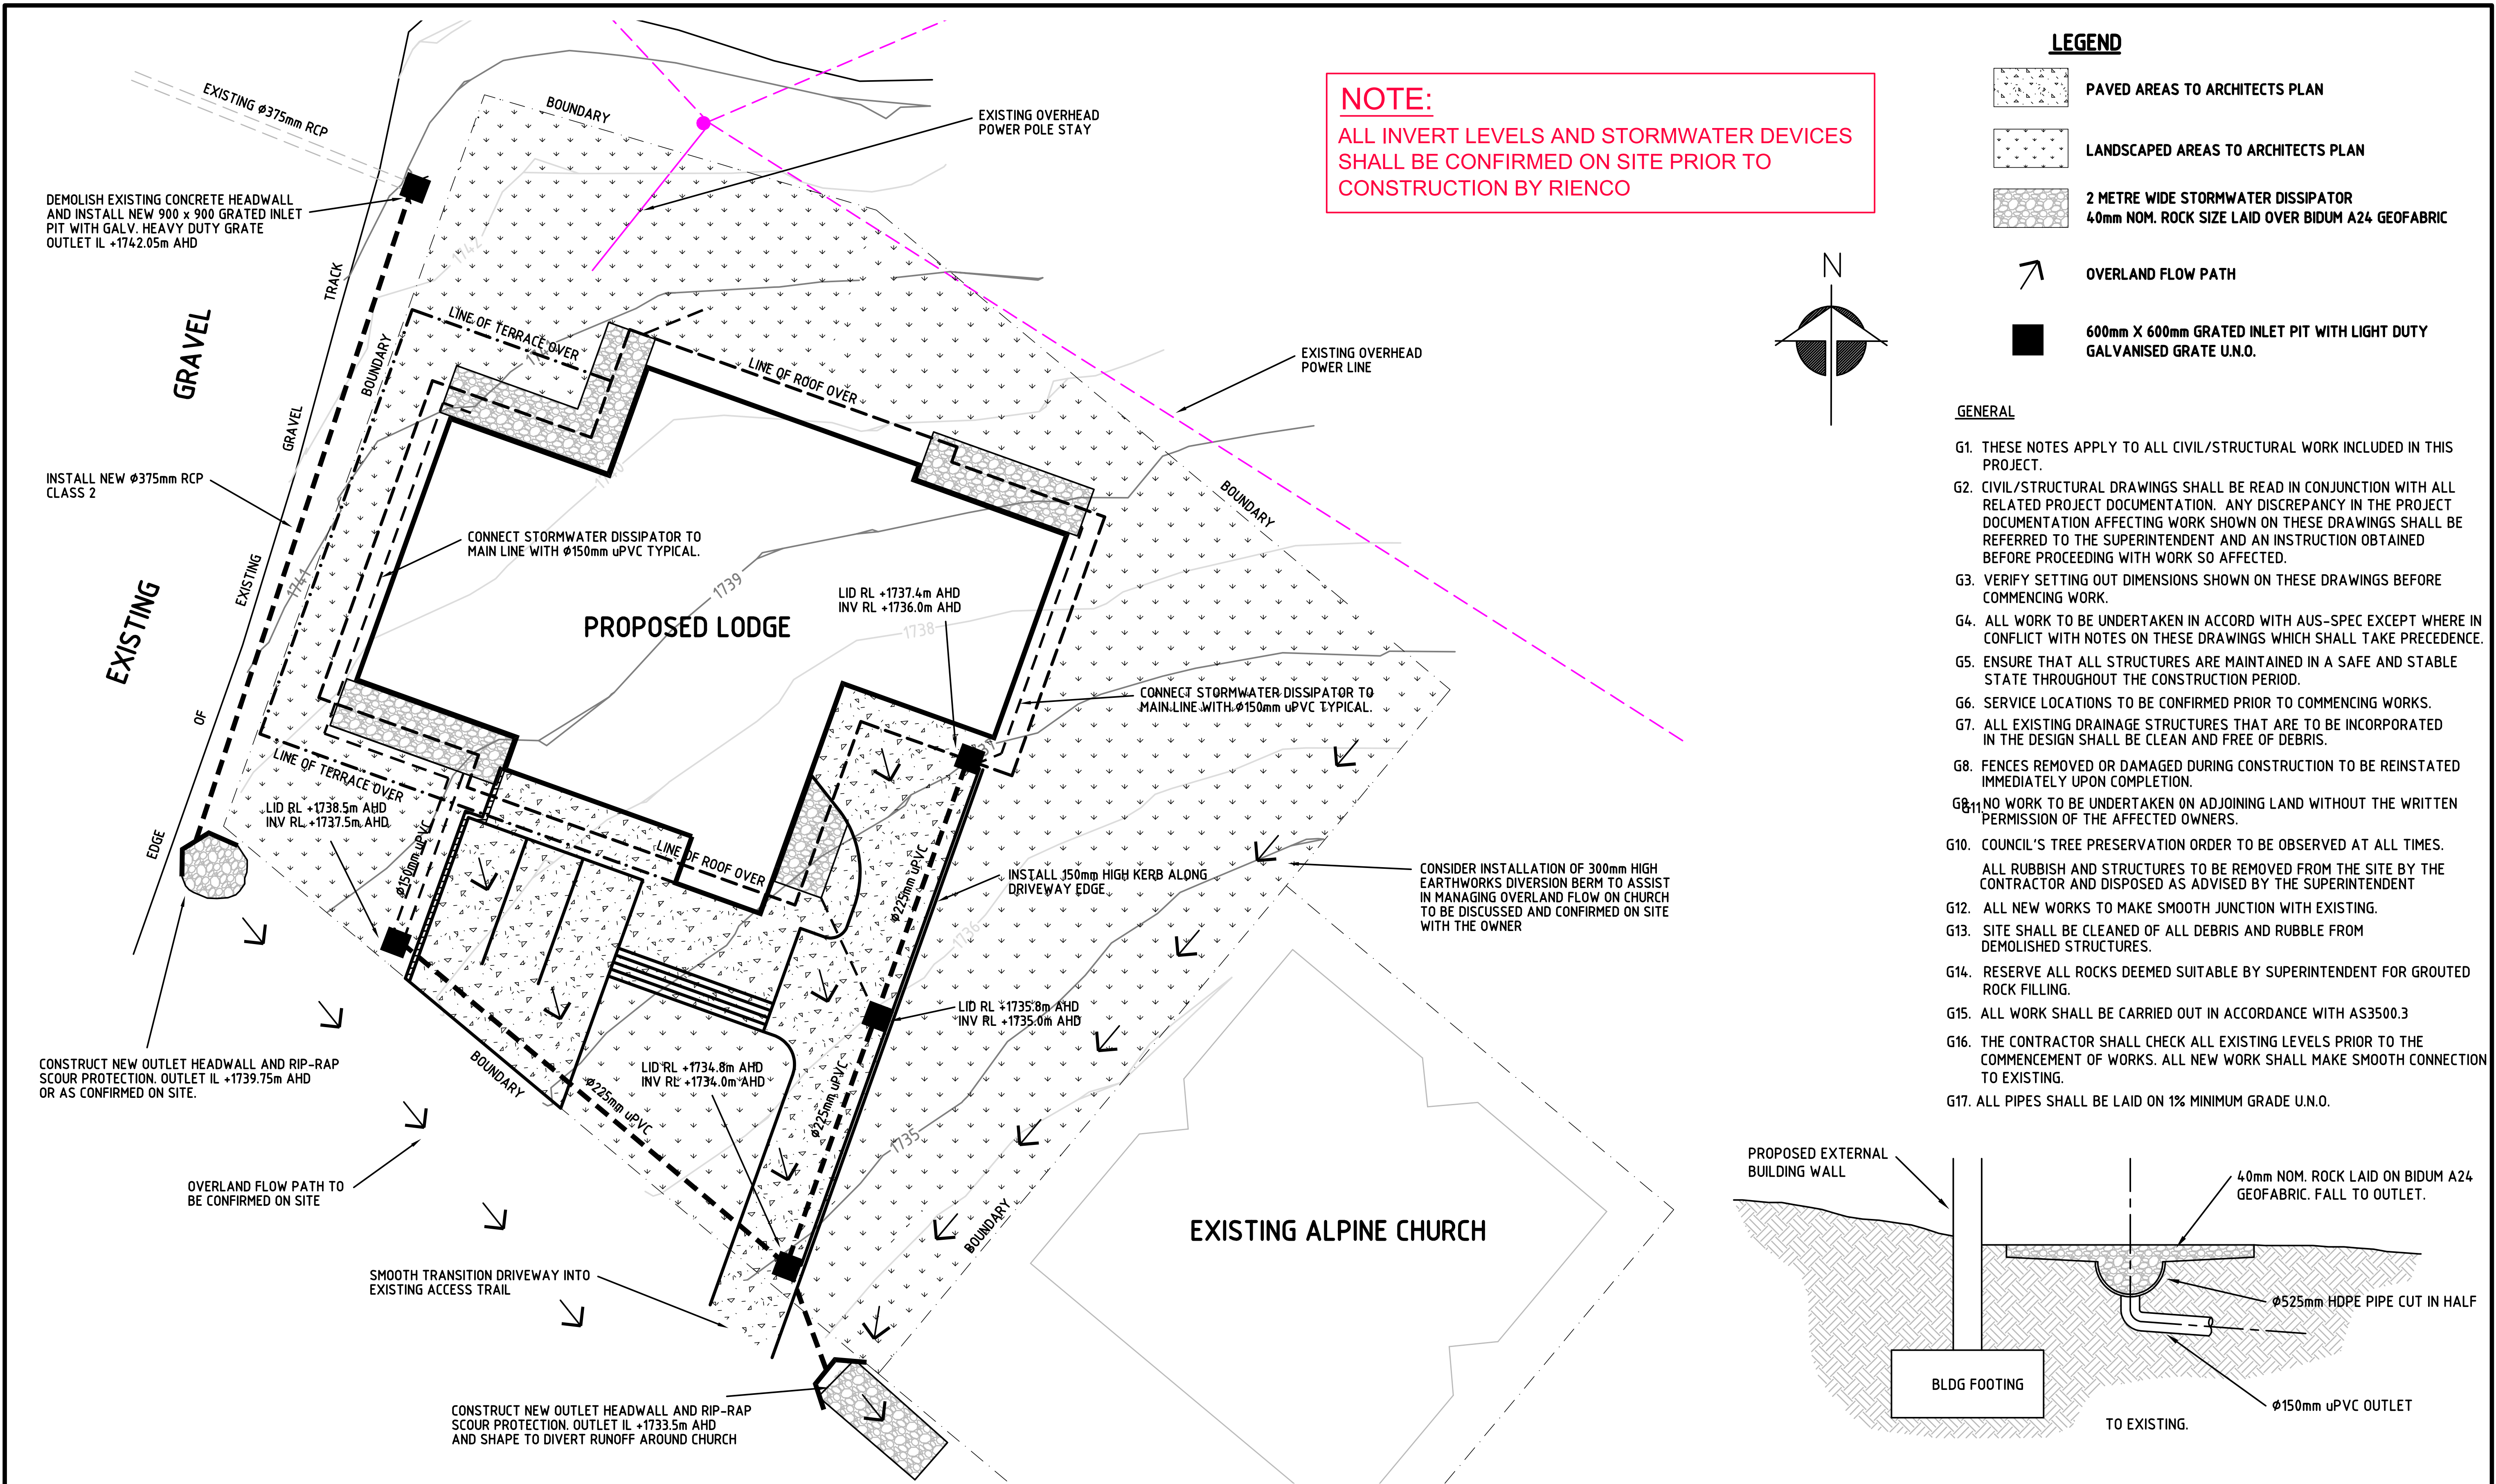 EXISTING ø375mm RCP
BOUNDARY
EXISTING OVERHEAD
POWER POLE STAY
DEMOLISH EXISTING CONCRETE HEADWALL
AND INSTALL NEW 900 x 900 GRATED INLET
PIT WITH GALV. HEAVY DUTY GRATE
OUTLET IL +1742.05m AHD
1742
TRACK
GRAVEL
EXISTING
OF
EDGE
GRAVEL
EXISTING
BOUNDARY
LINE OF TERRACE OVER
LINE OF ROOF OVER
EXISTING OVERHEAD
POWER LINE
INSTALL NEW ø375mm RCP
CLASS 2
BOUNDARY
CONNECT STORMWATER DISSIPATOR TO
MAIN LINE WITH ø150mm uPVC TYPICAL.
1741
1739
1738
PROPOSED LODGE
LID RL +1737.4m AHD
INV RL +1736.0m AHD
CONNECT STORMWATER DISSIPATOR TO
MAIN LINE WITH ø150mm uPVC TYPICAL.
LINE OF TERRACE OVER
LID RL +1738.5m AHD
INV RL +1737.5m AHD
ø150mm uPVC
LINE OF ROOF OVER
ø225mm uPVC
INSTALL 150mm HIGH KERB ALONG
DRIVEWAY EDGE
1736
CONSIDER INSTALLATION OF 300mm HIGH
EARTHWORKS DIVERSION BERM TO ASSIST
IN MANAGING OVERLAND FLOW ON CHURCH
TO BE DISCUSSED AND CONFIRMED ON SITE
WITH THE OWNER
LID RL +1735.8m AHD
INV RL +1735.0m AHD
CONSTRUCT NEW OUTLET HEADWALL AND RIP-RAP
SCOUR PROTECTION. OUTLET IL +1739.75m AHD
OR AS CONFIRMED ON SITE.
BOUNDARY
ø225mm uPVC
LID RL +1734.8m AHD
INV RL +1734.0m AHD
ø225mm uPVC
1735
OVERLAND FLOW PATH TO
BE CONFIRMED ON SITE
BOUNDARY
EXISTING ALPINE CHURCH
SMOOTH TRANSITION DRIVEWAY INTO
EXISTING ACCESS TRAIL
CONSTRUCT NEW OUTLET HEADWALL AND RIP-RAP
SCOUR PROTECTION. OUTLET IL +1733.5m AHD
AND SHAPE TO DIVERT RUNOFF AROUND CHURCH
NOTE:
ALL INVERT LEVELS AND STORMWATER DEVICES
SHALL BE CONFIRMED ON SITE PRIOR TO
CONSTRUCTION BY RIENCO
N
LEGEND
PAVED AREAS TO ARCHITECTS PLAN
LANDSCAPED AREAS TO ARCHITECTS PLAN
2 METRE WIDE STORMWATER DISSIPATOR
40mm NOM. ROCK SIZE LAID OVER BIDUM A24 GEOFABRIC
OVERLAND FLOW PATH
600mm X 600mm GRATED INLET PIT WITH LIGHT DUTY
GALVANISED GRATE U.N.O.
GENERAL
G1. THESE NOTES APPLY TO ALL CIVIL/STRUCTURAL WORK INCLUDED IN THIS
PROJECT.
G2. CIVIL/STRUCTURAL DRAWINGS SHALL BE READ IN CONJUNCTION WITH ALL
RELATED PROJECT DOCUMENTATION. ANY DISCREPANCY IN THE PROJECT
DOCUMENTATION AFFECTING WORK SHOWN ON THESE DRAWINGS SHALL BE
REFERRED TO THE SUPERINTENDENT AND AN INSTRUCTION OBTAINED
BEFORE PROCEEDING WITH WORK SO AFFECTED.
G3. VERIFY SETTING OUT DIMENSIONS SHOWN ON THESE DRAWINGS BEFORE
COMMENCING WORK.
G4. ALL WORK TO BE UNDERTAKEN IN ACCORD WITH AUS-SPEC EXCEPT WHERE IN
CONFLICT WITH NOTES ON THESE DRAWINGS WHICH SHALL TAKE PRECEDENCE.
G5. ENSURE THAT ALL STRUCTURES ARE MAINTAINED IN A SAFE AND STABLE
STATE THROUGHOUT THE CONSTRUCTION PERIOD.
G6. SERVICE LOCATIONS TO BE CONFIRMED PRIOR TO COMMENCING WORKS.
G7. ALL EXISTING DRAINAGE STRUCTURES THAT ARE TO BE INCORPORATED
IN THE DESIGN SHALL BE CLEAN AND FREE OF DEBRIS.
G8. FENCES REMOVED OR DAMAGED DURING CONSTRUCTION TO BE REINSTATED
IMMEDIATELY UPON COMPLETION.
G9. NO WORK TO BE UNDERTAKEN 0N ADJOINING LAND WITHOUT THE WRITTEN
G11.
PERMISSION OF THE AFFECTED OWNERS.
G10. COUNCIL'S TREE PRESERVATION ORDER TO BE OBSERVED AT ALL TIMES.
ALL RUBBISH AND STRUCTURES TO BE REMOVED FROM THE SITE BY THE
CONTRACTOR AND DISPOSED AS ADVISED BY THE SUPERINTENDENT
G12. ALL NEW WORKS TO MAKE SMOOTH JUNCTION WITH EXISTING.
G13. SITE SHALL BE CLEANED OF ALL DEBRIS AND RUBBLE FROM
DEMOLISHED STRUCTURES.
G14. RESERVE ALL ROCKS DEEMED SUITABLE BY SUPERINTENDENT FOR GROUTED
ROCK FILLING.
G15. ALL WORK SHALL BE CARRIED OUT IN ACCORDANCE WITH AS3500.3
G16. THE CONTRACTOR SHALL CHECK ALL EXISTING LEVELS PRIOR TO THE
COMMENCEMENT OF WORKS. ALL NEW WORK SHALL MAKE SMOOTH CONNECTION
TO EXISTING.
G17. ALL PIPES SHALL BE LAID ON 1% MINIMUM GRADE U.N.O.
PROPOSED EXTERNAL
BUILDING WALL
40mm NOM. ROCK LAID ON BIDUM A24
GEOFABRIC. FALL TO OUTLET.
ø525mm HDPE PIPE CUT IN HALF
BLDG FOOTING
ø150mm uPVC OUTLET
TO EXISTING.